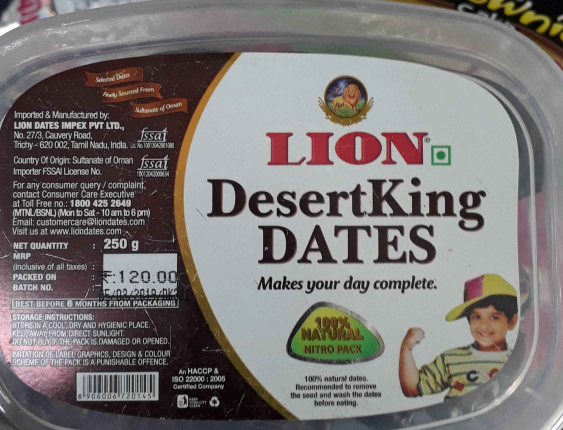 Selected Dates
Finely Sourced From
Sultanate of Oman
Imported & Manufactured by:
LION DATES IMPEX PVT LTD.,
No. 27/3, Cauvery Road,
Trichy - 620 002, Tamil Nadu, India.
fssai
Lic. No.10013042001088
Country Of Origin: Sultanate of Oman
Importer FSSAI License No.
fssai
For any consumer query / complaint,
contact Consumer Care Executive
at Toll Free no.: 1800 425 2649
(MTNL/BSNL) (Mon to Sat - 10 am to 6 pm)
Email: customercare@liondates.com
Visit us at www.liondates.com
NET QUANTITY : 250 g
MRP
(Inclusive of all taxes) : ₹:120.00
PACKED ON :
BATCH NO. :
BEST BEFORE 6 MONTHS FROM PACKAGING
STORAGE INSTRUCTIONS:
STORE IN A COOL, DRY AND HYGIENIC PLACE.
KEEP AWAY FROM DIRECT SUNLIGHT.
DO NOT BUY IF THE PACK IS DAMAGED OR OPENED.
IMITATION OF LABEL GRAPHICS, DESIGN & COLOUR
SCHEME OF THE PACK IS A PUNISHABLE OFFENCE.
8 906006 720145
An HACCP &
ISO 22000 : 2005
Certified Company
LION®
DesertKing
DATES
Makes your day complete.
100%
NATURAL
NITRO PACK
100% natural dates.
Recommended to remove
the seed and wash the dates
before eating.